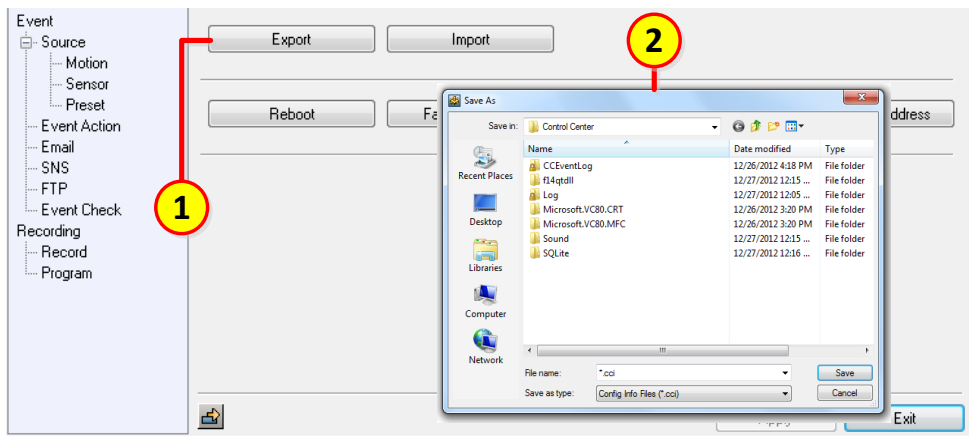 Event
Source
Motion
Sensor
Preset
Event Action
Email
SNS
FTP
Event Check
Recording
Record
Program
1
Export Import
2
Reboot Fa ddress
Save As
Save in: Control Center
Name Date modified Type
CCEventLog 12/26/2012 4:18 PM File folder
f14qtdll 12/27/2012 12:15 ... File folder
Log 12/27/2012 12:05 ... File folder
Microsoft.VC80.CRT 12/26/2012 3:20 PM File folder
Microsoft.VC80.MFC 12/26/2012 3:20 PM File folder
Sound 12/27/2012 12:15 ... File folder
SQLite 12/27/2012 12:16 ... File folder
Recent Places
Desktop
Libraries
Computer
Network
File name: *.cci Save
Save as type: Config Info Files (*.cci) Cancel
Exit